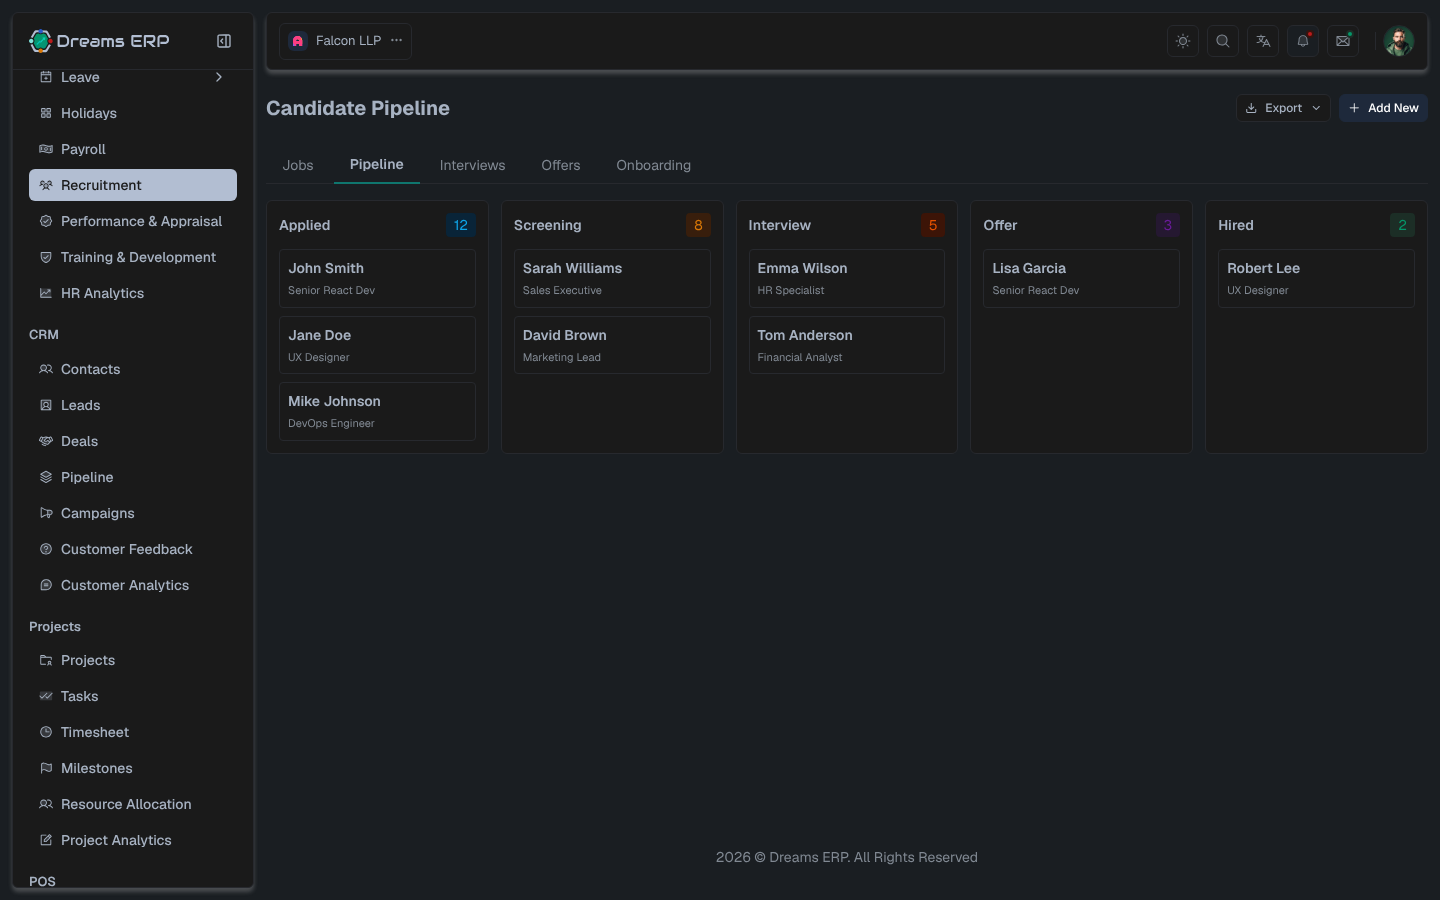 Dreams ERP
Leave
Holidays
Payroll
Recruitment
Performance & Appraisal
Training & Development
HR Analytics
CRM
Contacts
Leads
Deals
Pipeline
Campaigns
Customer Feedback
Customer Analytics
Projects
Projects
Tasks
Timesheet
Milestones
Resource Allocation
Project Analytics
POS
Falcon LLP
Candidate Pipeline
Export
Add New
Jobs
Pipeline
Interviews
Offers
Onboarding
Applied 12
John Smith
Senior React Dev
Jane Doe
UX Designer
Mike Johnson
DevOps Engineer
Screening 8
Sarah Williams
Sales Executive
David Brown
Marketing Lead
Interview 5
Emma Wilson
HR Specialist
Tom Anderson
Financial Analyst
Offer 3
Lisa Garcia
Senior React Dev
Hired 2
Robert Lee
UX Designer
2026 © Dreams ERP. All Rights Reserved